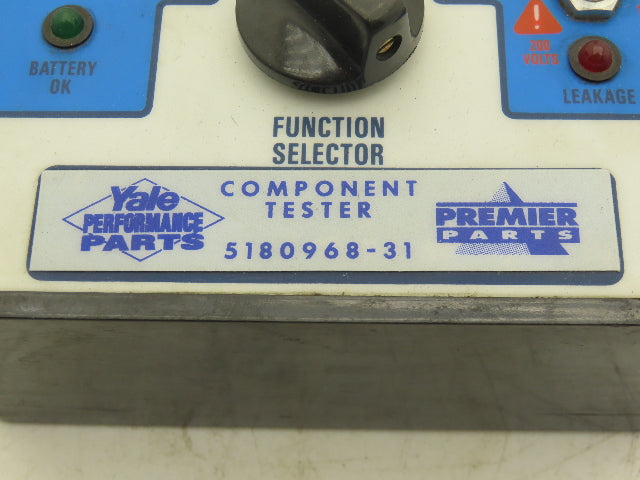 BATTERY
OK
200
VOLTS
LEAKAGE
FUNCTION
SELECTOR
Yale
PERFORMANCE
PARTS
COMPONENT
TESTER
5180968-31
PREMIER
PARTS